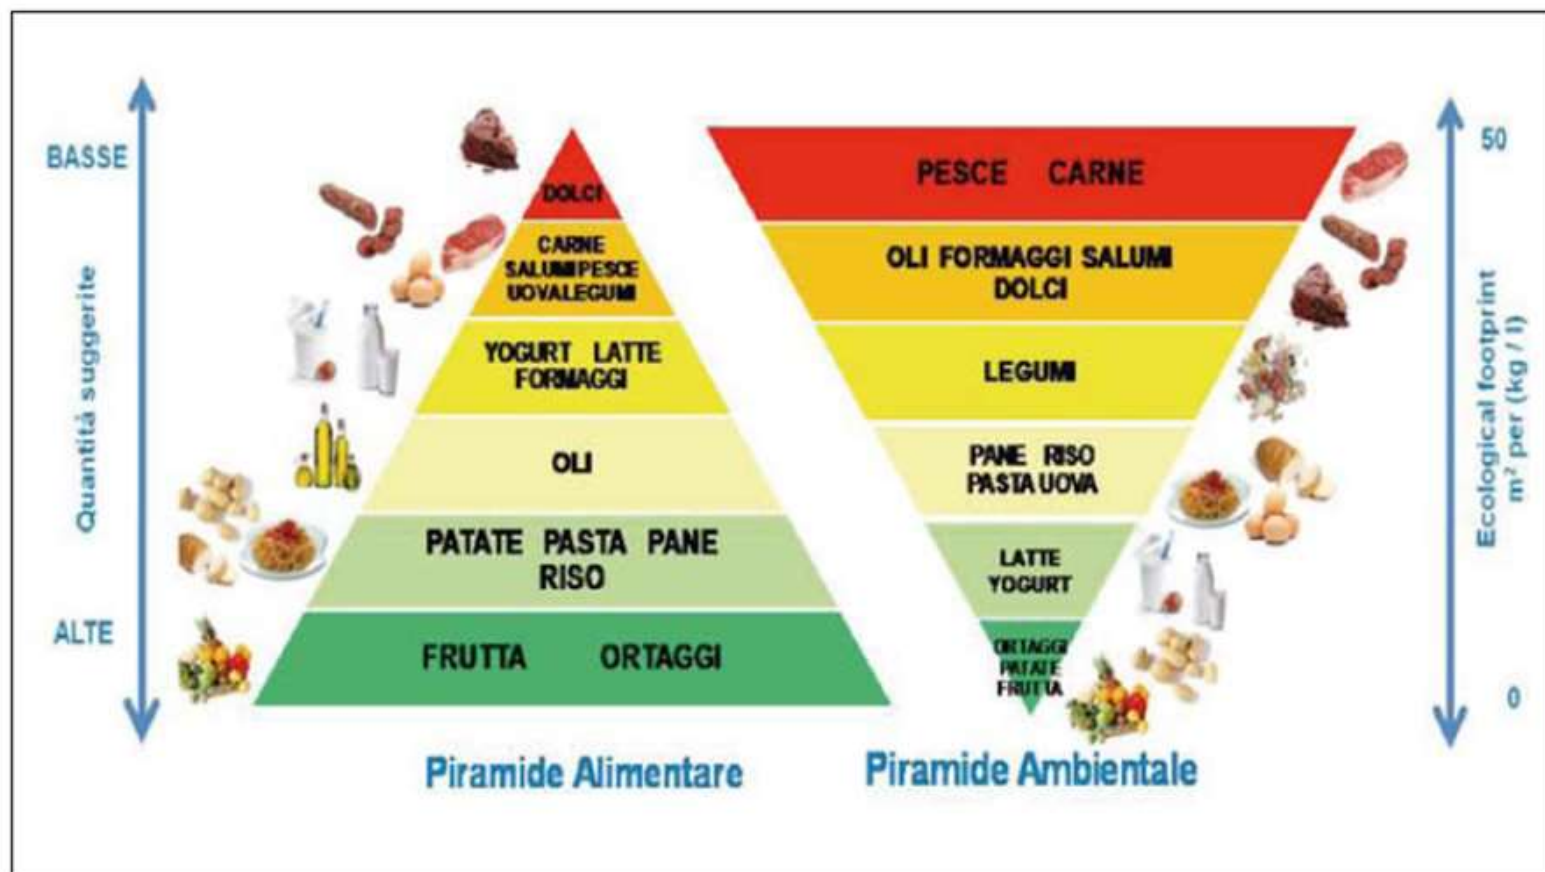 BASSE
Quantità suggerite
ALTE
DOLCI
CARNE
SALUMI PESCE
UOVA LEGUMI
YOGURT LATTE
FORMAGGI
OLI
PATATE PASTA PANE
RISO
FRUTTA ORTAGGI
Piramide Alimentare
PESCE CARNE
OLI FORMAGGI SALUMI
DOLCI
LEGUMI
PANE RISO
PASTA UOVA
LATTE
YOGURT
ORTAGGI
PATATE
FRUTTA
Piramide Ambientale
50
Ecological footprint
m² per (kg / l)
0